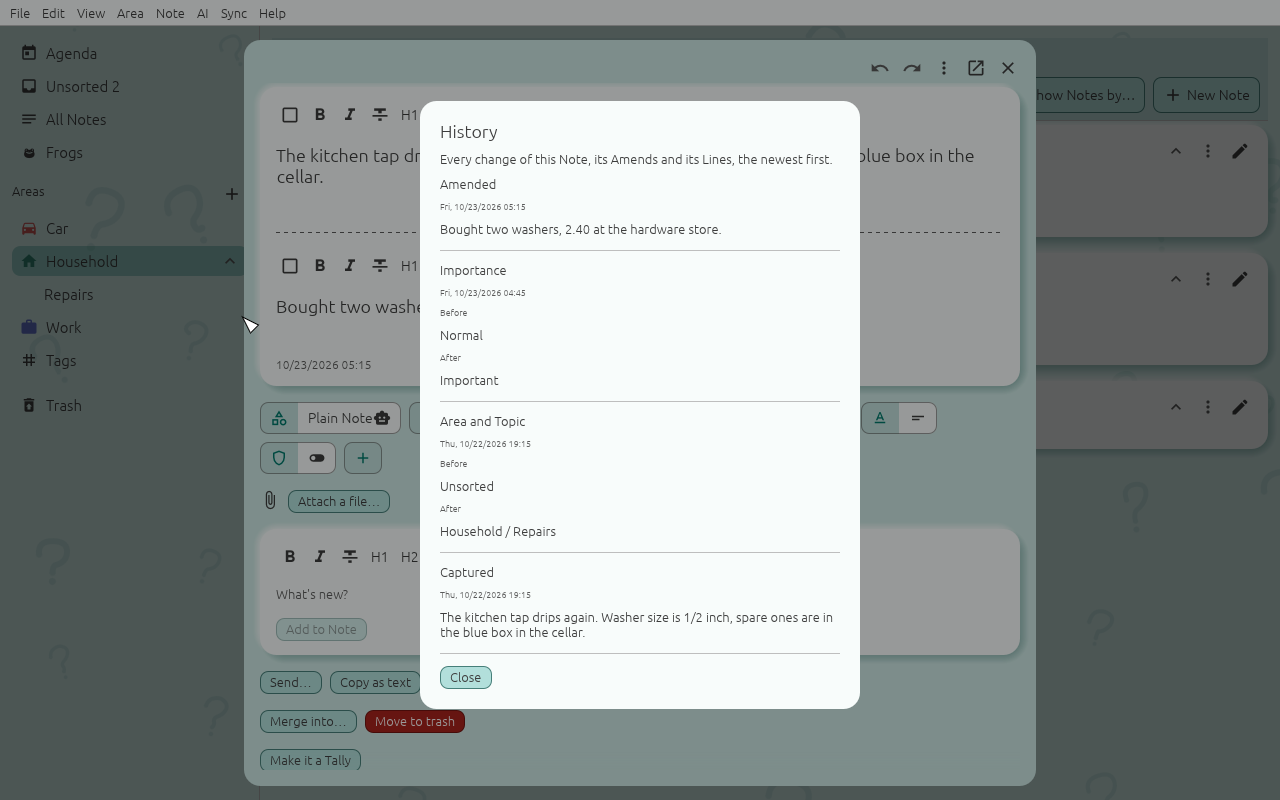 File Edit View Area Note AI Sync Help
Agenda
Unsorted 2
All Notes
Frogs
Areas
Car
Household
Repairs
Work
Tags
Trash
how Notes by...
New Note
B I H1
The kitchen tap dr
blue box in the
cellar.
B I H1
Bought two washe
10/23/2026 05:15
Plain Note
Attach a file...
B I H1 H2
What's new?
Add to Note
Send...
Copy as text
Merge into...
Move to trash
Make it a Tally
History
Every change of this Note, its Amends and its Lines, the newest first.
Amended
Fri, 10/23/2026 05:15
Bought two washers, 2.40 at the hardware store.
Importance
Fri, 10/23/2026 04:45
Before
Normal
After
Important
Area and Topic
Thu, 10/22/2026 19:15
Before
Unsorted
After
Household / Repairs
Captured
Thu, 10/22/2026 19:15
The kitchen tap drips again. Washer size is 1/2 inch, spare ones are in
the blue box in the cellar.
Close